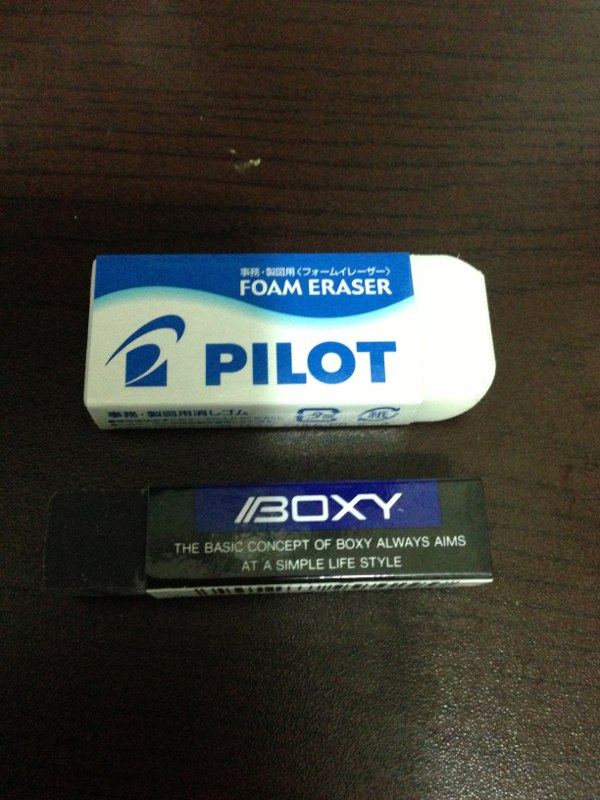 事務・製図用〈フォームイレーザー〉
FOAM ERASER
PILOT
事務・製図用消しゴム
紙
BOXY
THE BASIC CONCEPT OF BOXY ALWAYS AIMS
AT A SIMPLE LIFE STYLE